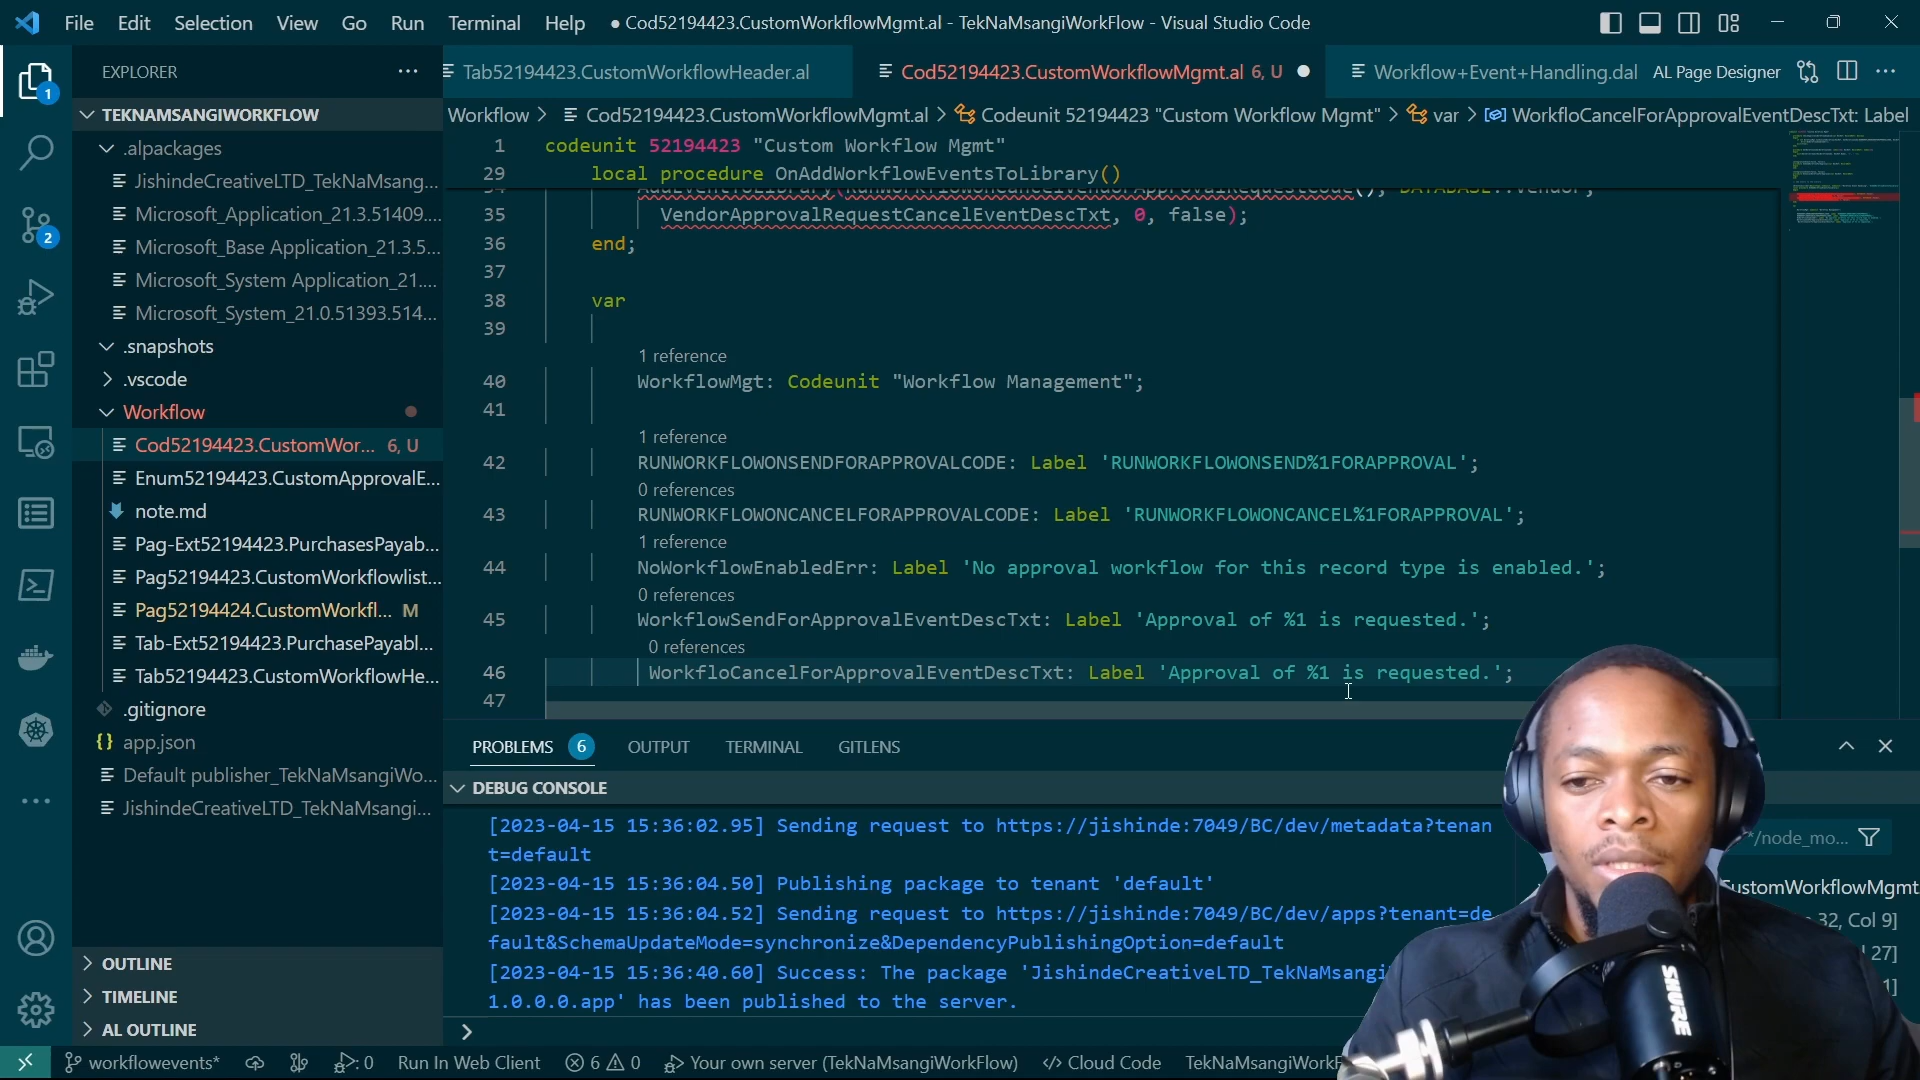 File Edit Selection View Go Run Terminal Help ● Cod52194423.CustomWorkflowMgmt.al - TekNaMsangiWorkFlow - Visual Studio Code
EXPLORER ···
Tab52194423.CustomWorkflowHeader.al
Cod52194423.CustomWorkflowMgmt.al 6, U
Workflow+Event+Handling.dal
AL Page Designer
TEKNAMSANGIWORKFLOW
Workflow > Cod52194423.CustomWorkflowMgmt.al > Codeunit 52194423 "Custom Workflow Mgmt" > var > WorkfloCancelForApprovalEventDescTxt: Label
1
2
.alpackages
JishindeCreativeLTD_TekNaMsang...
Microsoft_Application_21.3.51409....
Microsoft_Base Application_21.3.5...
Microsoft_System Application_21....
Microsoft_System_21.0.51393.514...
.snapshots
.vscode
Workflow
Cod52194423.CustomWor... 6, U
Enum52194423.CustomApprovalE...
note.md
Pag-Ext52194423.PurchasesPayab...
Pag52194423.CustomWorkflowlist...
Pag52194424.CustomWorkfl... M
Tab-Ext52194423.PurchasePayabl...
Tab52194423.CustomWorkflowHe...
.gitignore
{} app.json
Default publisher_TekNaMsangiWo...
JishindeCreativeLTD_TekNaMsangi...
OUTLINE
TIMELINE
AL OUTLINE
1 codeunit 52194423 "Custom Workflow Mgmt"
29 local procedure OnAddWorkflowEventsToLibrary()
35 VendorApprovalRequestCancelEventDescTxt, 0, false);
36 end;
37
38 var
39
1 reference
40 WorkflowMgt: Codeunit "Workflow Management";
41
1 reference
42 RUNWORKFLOWONSENDFORAPPROVALCODE: Label 'RUNWORKFLOWONSEND%1FORAPPROVAL';
0 references
43 RUNWORKFLOWONCANCELFORAPPROVALCODE: Label 'RUNWORKFLOWONCANCEL%1FORAPPROVAL';
1 reference
44 NoWorkflowEnabledErr: Label 'No approval workflow for this record type is enabled.';
0 references
45 WorkflowSendForApprovalEventDescTxt: Label 'Approval of %1 is requested.';
0 references
46 WorkfloCancelForApprovalEventDescTxt: Label 'Approval of %1 is requested.';
47
PROBLEMS 6 OUTPUT TERMINAL GITLENS
DEBUG CONSOLE
[2023-04-15 15:36:02.95] Sending request to https://jishinde:7049/BC/dev/metadata?tenan
t=default
[2023-04-15 15:36:04.50] Publishing package to tenant 'default'
[2023-04-15 15:36:04.52] Sending request to https://jishinde:7049/BC/dev/apps?tenant=de
fault&SchemaUpdateMode=synchronize&DependencyPublishingOption=default
[2023-04-15 15:36:40.60] Success: The package 'JishindeCreativeLTD_TekNaMsangi
1.0.0.0.app' has been published to the server.
*/node_mo...
ustomWorkflowMgmt
32, Col 9]
27]
1]
SHURE
workflowevents* 0 Run In Web Client 6 0 Your own server (TekNaMsangiWorkFlow) </> Cloud Code TekNaMsangiWorkF